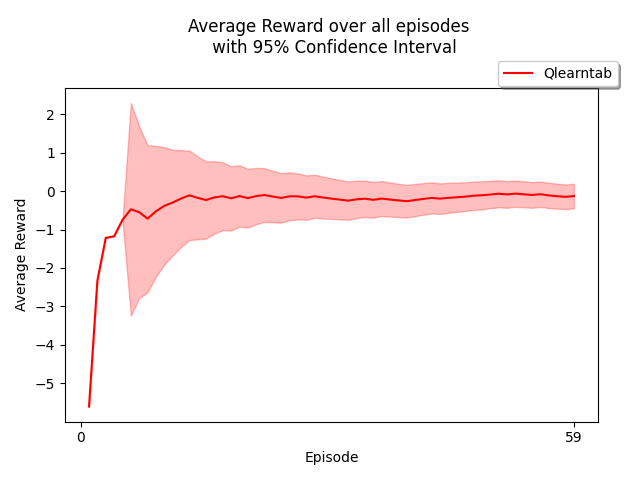 Average Reward over all episodes
with 95% Confidence Interval
Qlearntab
2
1
0
−1
−2
−3
−4
−5
Average Reward
0
59
Episode